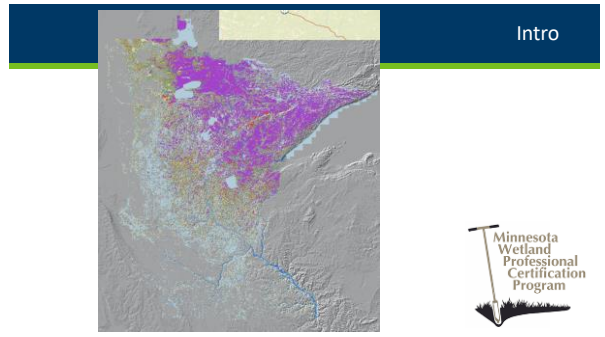 Intro
Minnesota
Wetland
Professional
Certification
Program